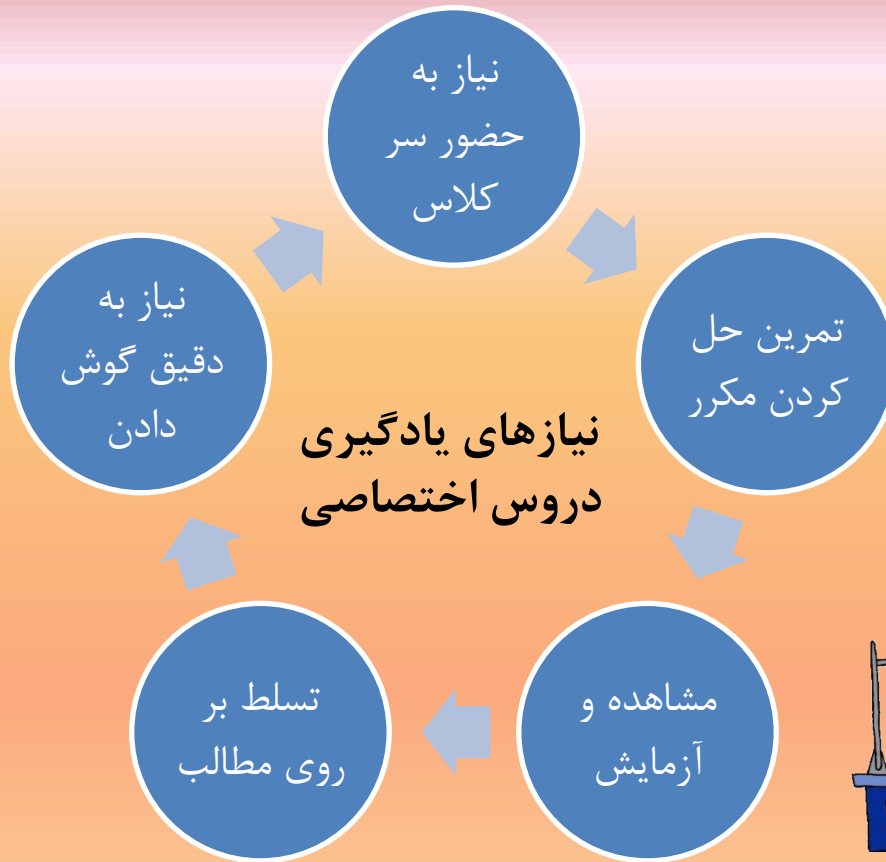 نیاز به
حضور سر
کلاس
تمرین حل
کردن مکرر
مشاهده و
آزمایش
تسلط بر
روی مطالب
نیاز به
دقیق گوش
دادن
نیازهای یادگیری
دروس اختصاصی